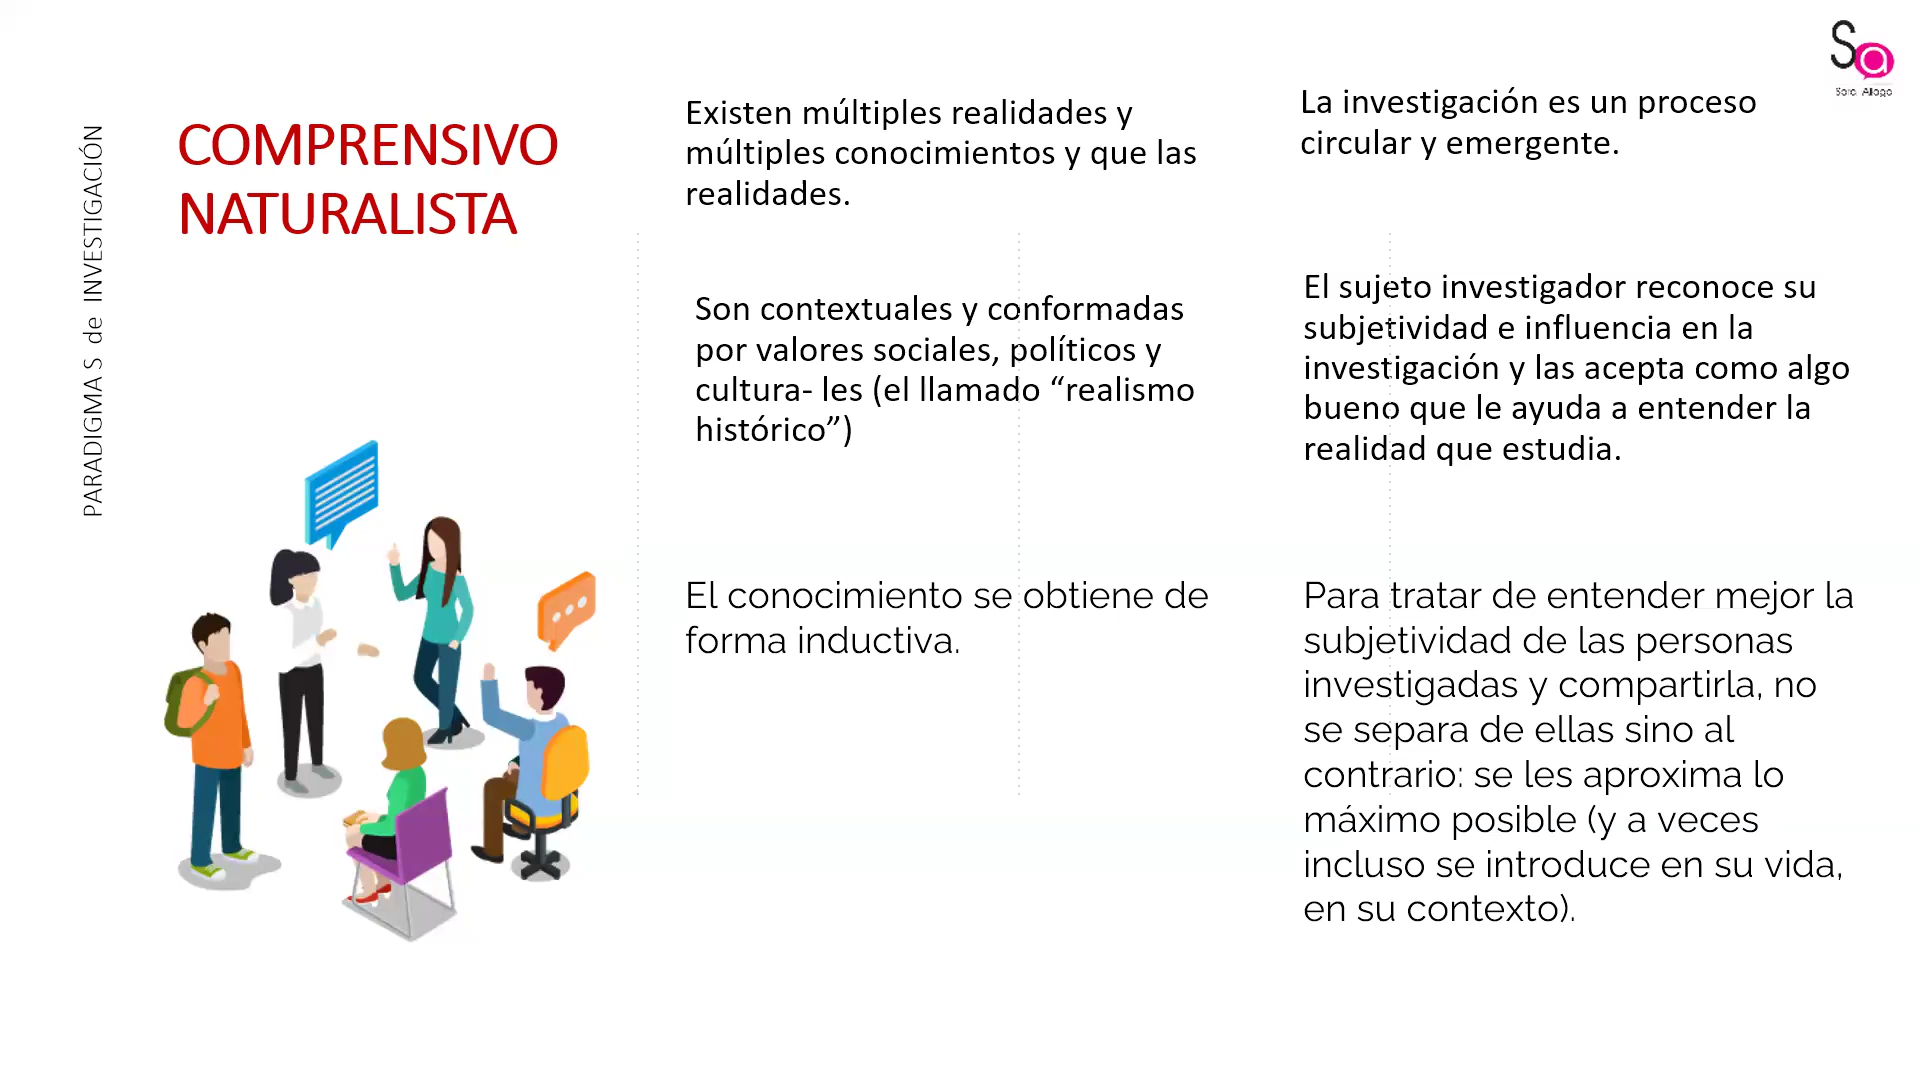 PARADIGMAS de INVESTIGACIÓN
COMPRENSIVO
NATURALISTA
Existen múltiples realidades y
múltiples conocimientos y que las
realidades.
Son contextuales y conformadas
por valores sociales, políticos y
cultura- les (el llamado “realismo
histórico”)
El conocimiento se obtiene de
forma inductiva.
La investigación es un proceso
circular y emergente.
El sujeto investigador reconoce su
subjetividad e influencia en la
investigación y las acepta como algo
bueno que le ayuda a entender la
realidad que estudia.
Para tratar de entender mejor la
subjetividad de las personas
investigadas y compartirla, no
se separa de ellas sino al
contrario: se les aproxima lo
máximo posible (y a veces
incluso se introduce en su vida,
en su contexto).
Sa